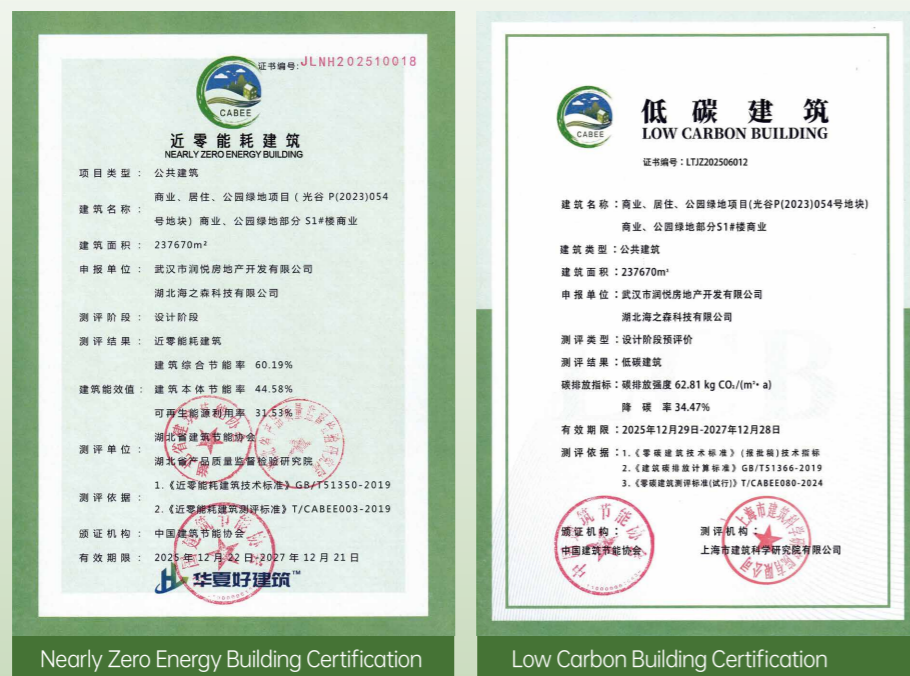 证书编号:JLNH202510018
CABEE
近零能耗建筑
NEARLY ZERO ENERGY BUILDING
项目类型： 公共建筑
建筑名称： 商业、居住、公园绿地项目（光谷 P(2023)054
号地块）商业、公园绿地部分 S1#楼商业
建筑面积： 237670m²
申报单位： 武汉市润悦房地产开发有限公司
湖北海之森科技有限公司
测评阶段： 设计阶段
测评结果： 近零能耗建筑
建筑能效值： 建筑综合节能率 60.19%
建筑本体节能率 44.58%
可再生能源利用率 31.53%
测评单位： 湖北省建筑节能协会
湖北省产品质量监督检验研究院
测评依据： 1.《近零能耗建筑技术标准》GB/T51350-2019
2.《近零能耗建筑测评标准》T/CABEE003-2019
颁证机构： 中国建筑节能协会
有效期限： 2025年12月22日-2027年12月21日
华夏好建筑™
Nearly Zero Energy Building Certification
CABEE
低碳建筑
LOW CARBON BUILDING
证书编号：LTJZ202506012
建筑名称：商业、居住、公园绿地项目(光谷P(2023)054号地块)
商业、公园绿地部分S1#楼商业
建筑类型：公共建筑
建筑面积：237670m²
申报单位：武汉市润悦房地产开发有限公司
湖北海之森科技有限公司
测评类型：设计阶段预评价
测评结果：低碳建筑
碳排放指标：碳排放强度 62.81 kg CO₂/(m²·a)
降 碳 率 34.47%
有效期限：2025年12月29日-2027年12月28日
测评依据：1.《零碳建筑技术标准》(报批稿)技术指标
2.《建筑碳排放计算标准》GB/T51366-2019
3.《零碳建筑测评标准(试行)》T/CABEE080-2024
颁证机构：
中国建筑节能协会
测评机构：
上海市建筑科学研究院有限公司
Low Carbon Building Certification